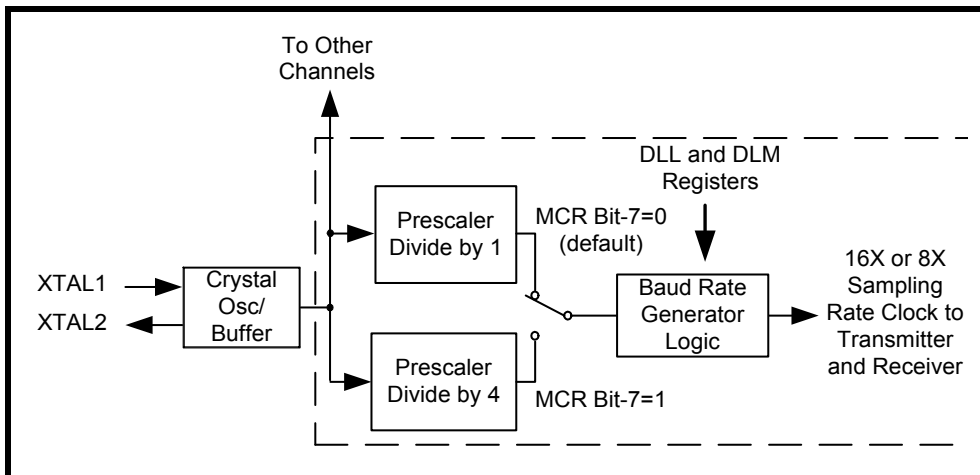 To Other
Channels
DLL and DLM
Registers
Prescaler
Divide by 1
MCR Bit-7=0
(default)
XTAL1
XTAL2
Crystal
Osc/
Buffer
Baud Rate
Generator
Logic
16X or 8X
Sampling
Rate Clock to
Transmitter
and Receiver
Prescaler
Divide by 4
MCR Bit-7=1